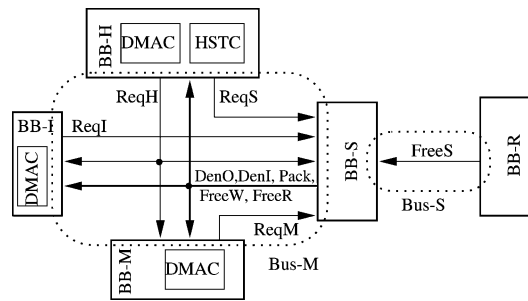 BB-H
DMAC
HSTC
ReqH
ReqS
BB-I
ReqI
DMAC
BB-S
FreeS
BB-R
DenO,DenI, Pack,
FreeW, FreeR
Bus-S
ReqM
BB-M
DMAC
Bus-M